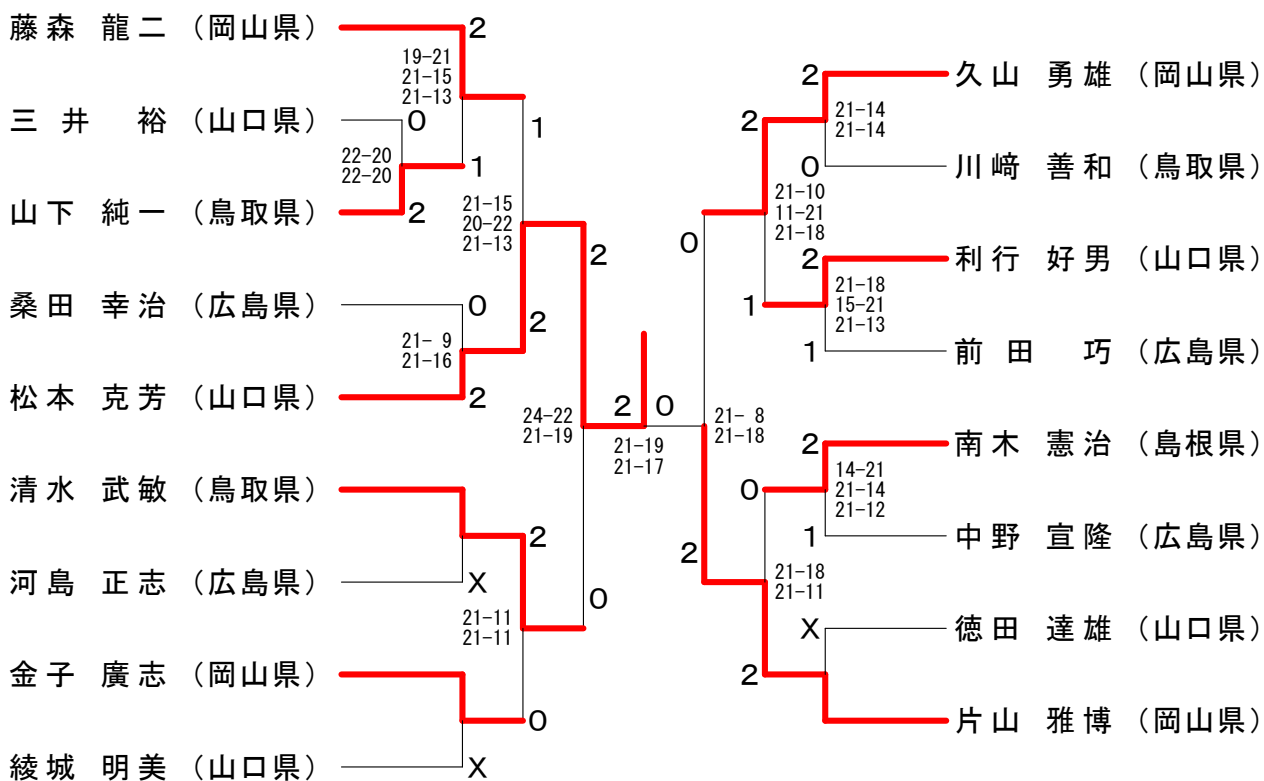 藤森 龍二 (岡山県)
2
19-21
21-15
21-13
三井 裕 (山口県)
0
1
22-20
22-20
1
山下 純一 (鳥取県)
2
21-15
20-22
21-13
2
桑田 幸治 (広島県)
0
2
21- 9
21-16
松本 克芳 (山口県)
2
24-22
21-19
清水 武敏 (鳥取県)
2
河島 正志 (広島県)
X
0
21-11
21-11
金子 廣志 (岡山県)
0
綾城 明美 (山口県)
X
2
0
21-19
21-17
2
久山 勇雄 (岡山県)
2
21-14
21-14
0
川﨑 善和 (鳥取県)
21-10
11-21
21-18
0
2
利行 好男 (山口県)
1
21-18
15-21
21-13
1
前田 巧 (広島県)
21- 8
21-18
2
南木 憲治 (島根県)
0
14-21
21-14
21-12
2
1
中野 宣隆 (広島県)
21-18
21-11
X
徳田 達雄 (山口県)
2
片山 雅博 (岡山県)